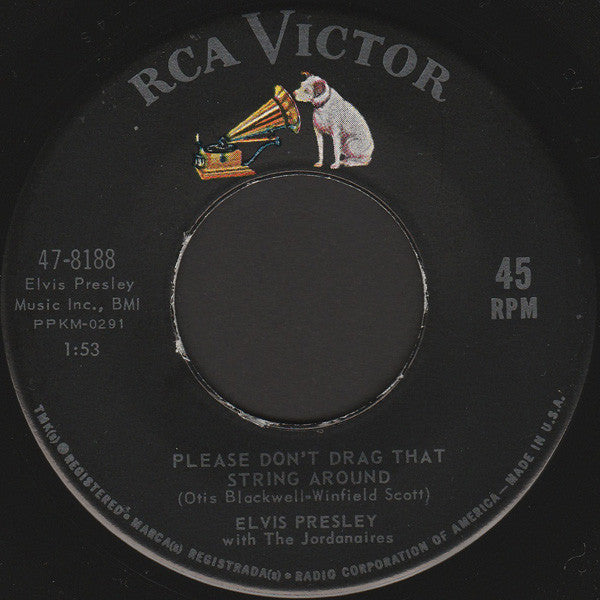 RCA VICTOR
47-8188
Elvis Presley
Music Inc., BMI
PPKM-0291
1:53
45
RPM
PLEASE DON'T DRAG THAT
STRING AROUND
(Otis Blackwell-Winfield Scott)
ELVIS PRESLEY
with The Jordanaires
TMK(s) ® REGISTERED • MARCA(s) REGISTRADA(s) • RADIO CORPORATION OF AMERICA — MADE IN U.S.A.